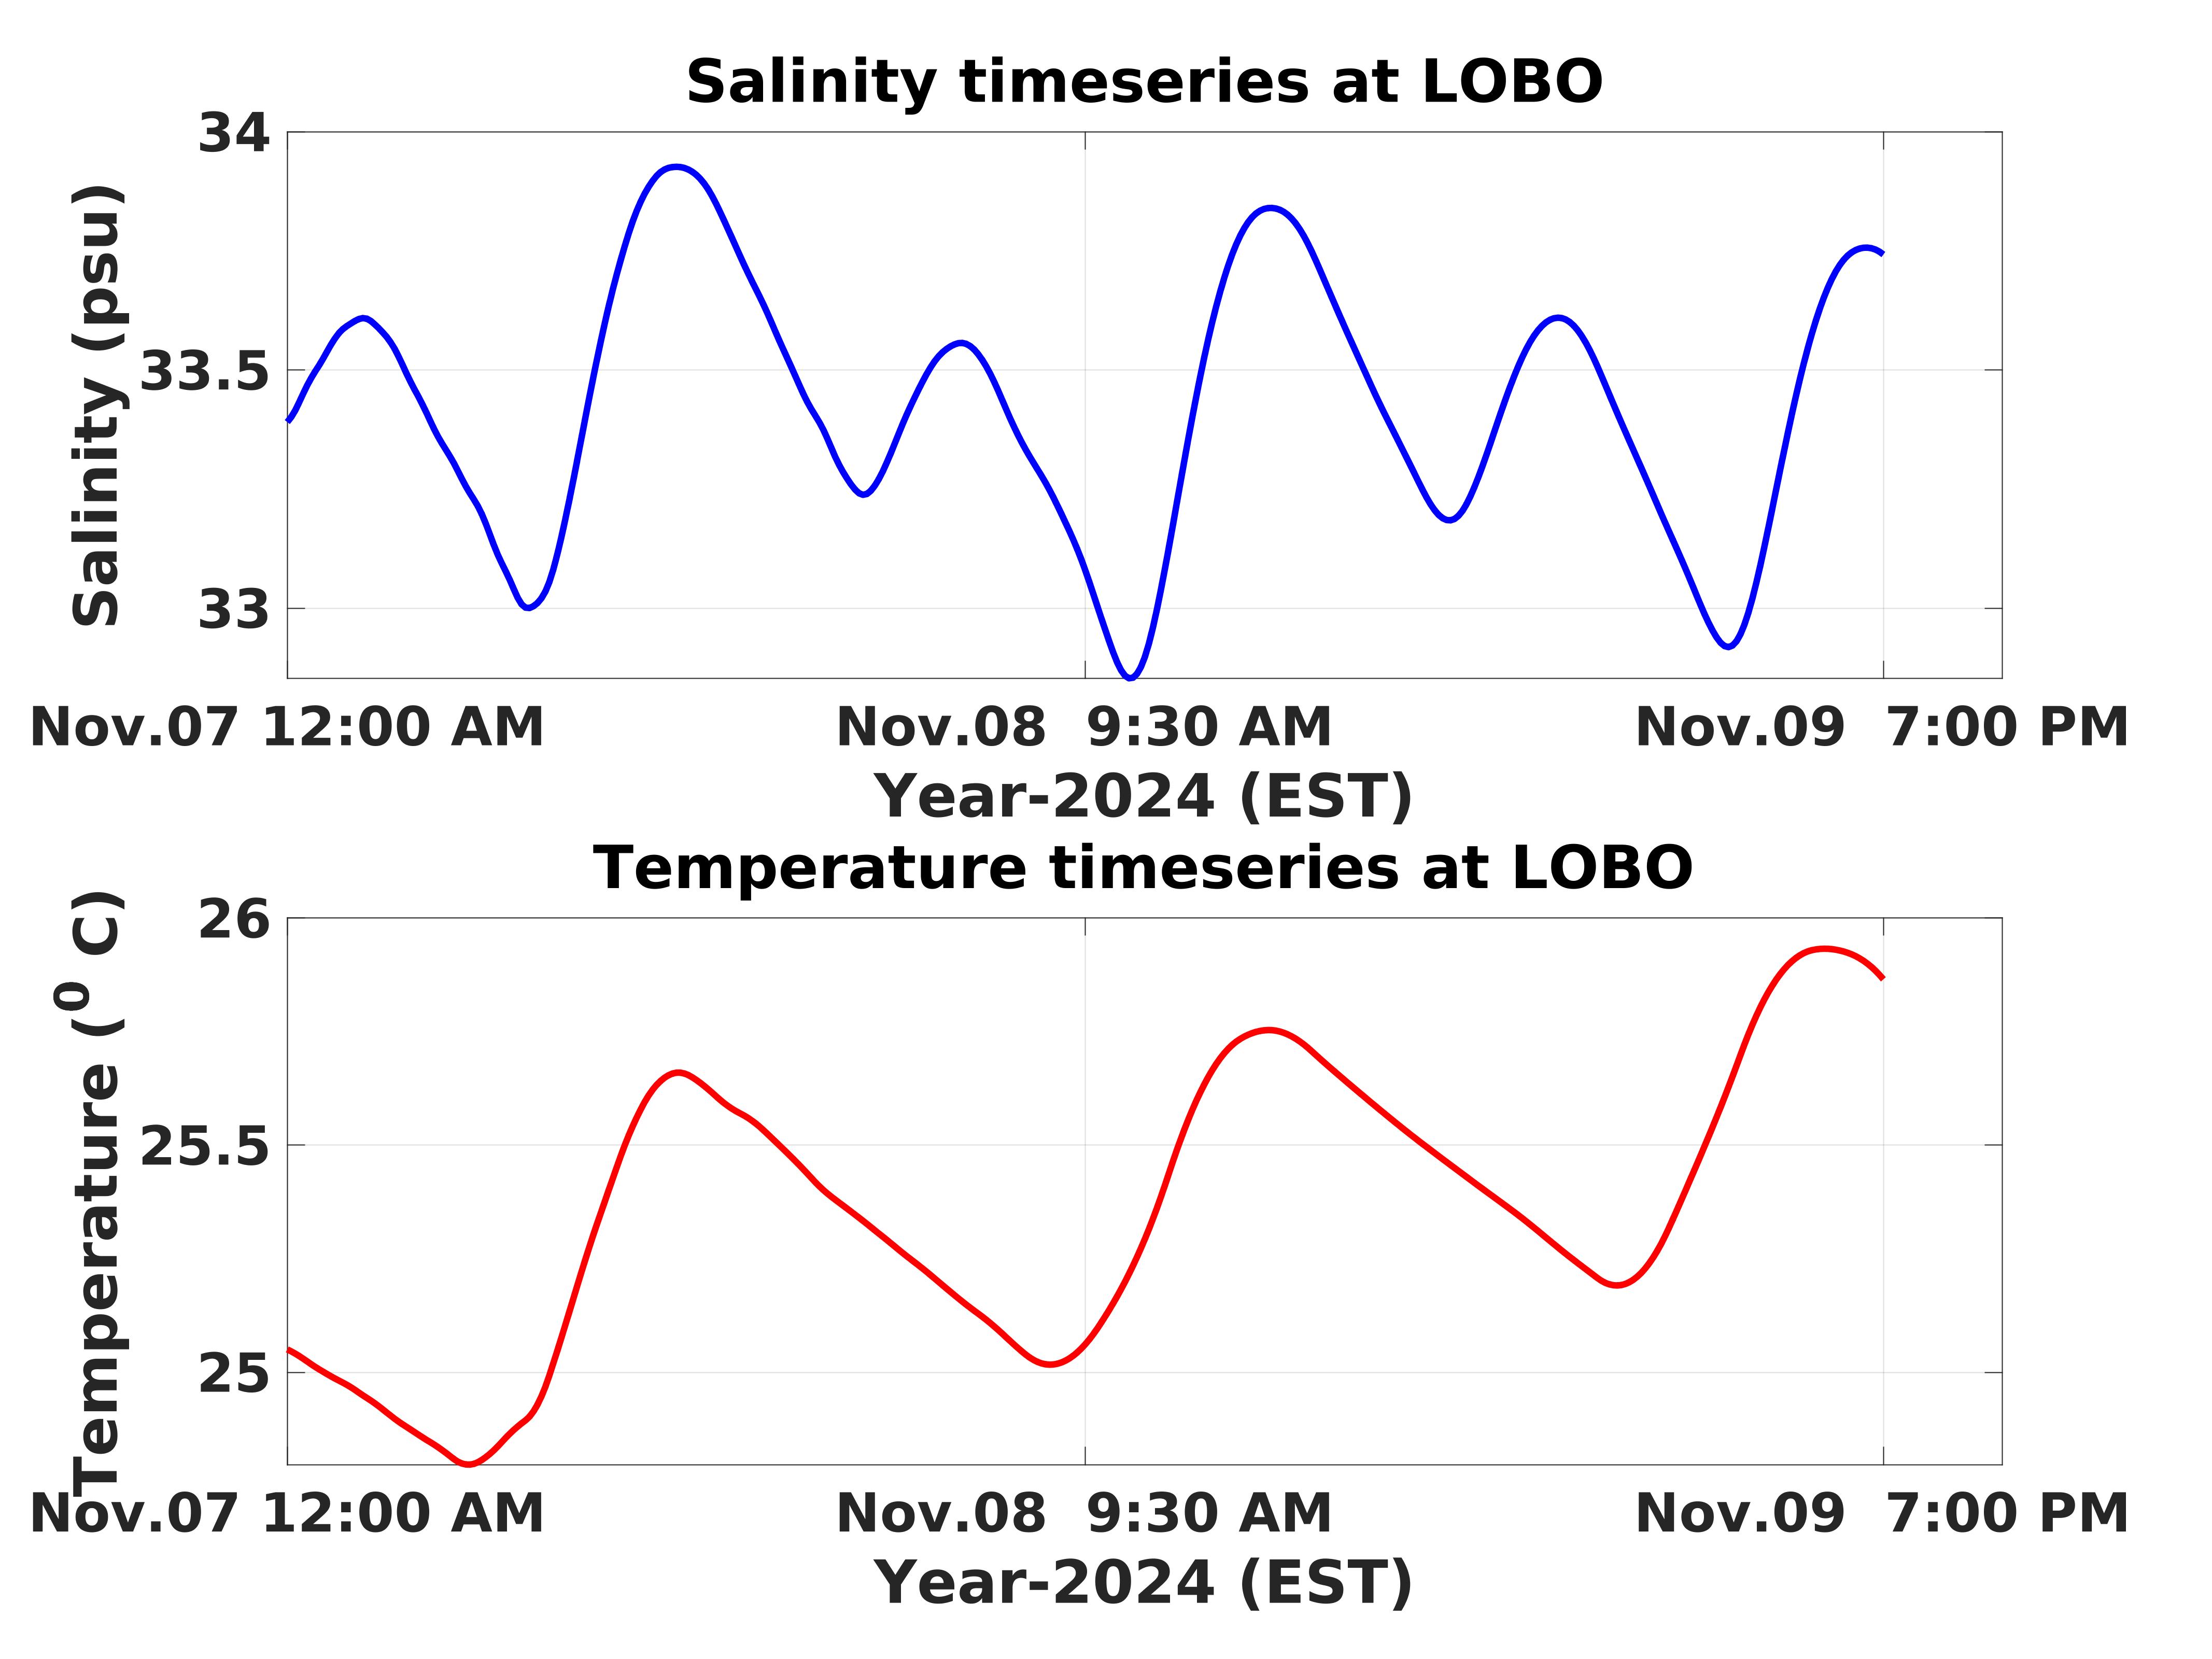 Salinity timeseries at LOBO
Salinity (psu)
34
33.5
33
Nov.07 12:00 AM Nov.08 9:30 AM Nov.09 7:00 PM
Year-2024 (EST)
Temperature timeseries at LOBO
Temperature (⁰ C)
26
25.5
25
Nov.07 12:00 AM Nov.08 9:30 AM Nov.09 7:00 PM
Year-2024 (EST)